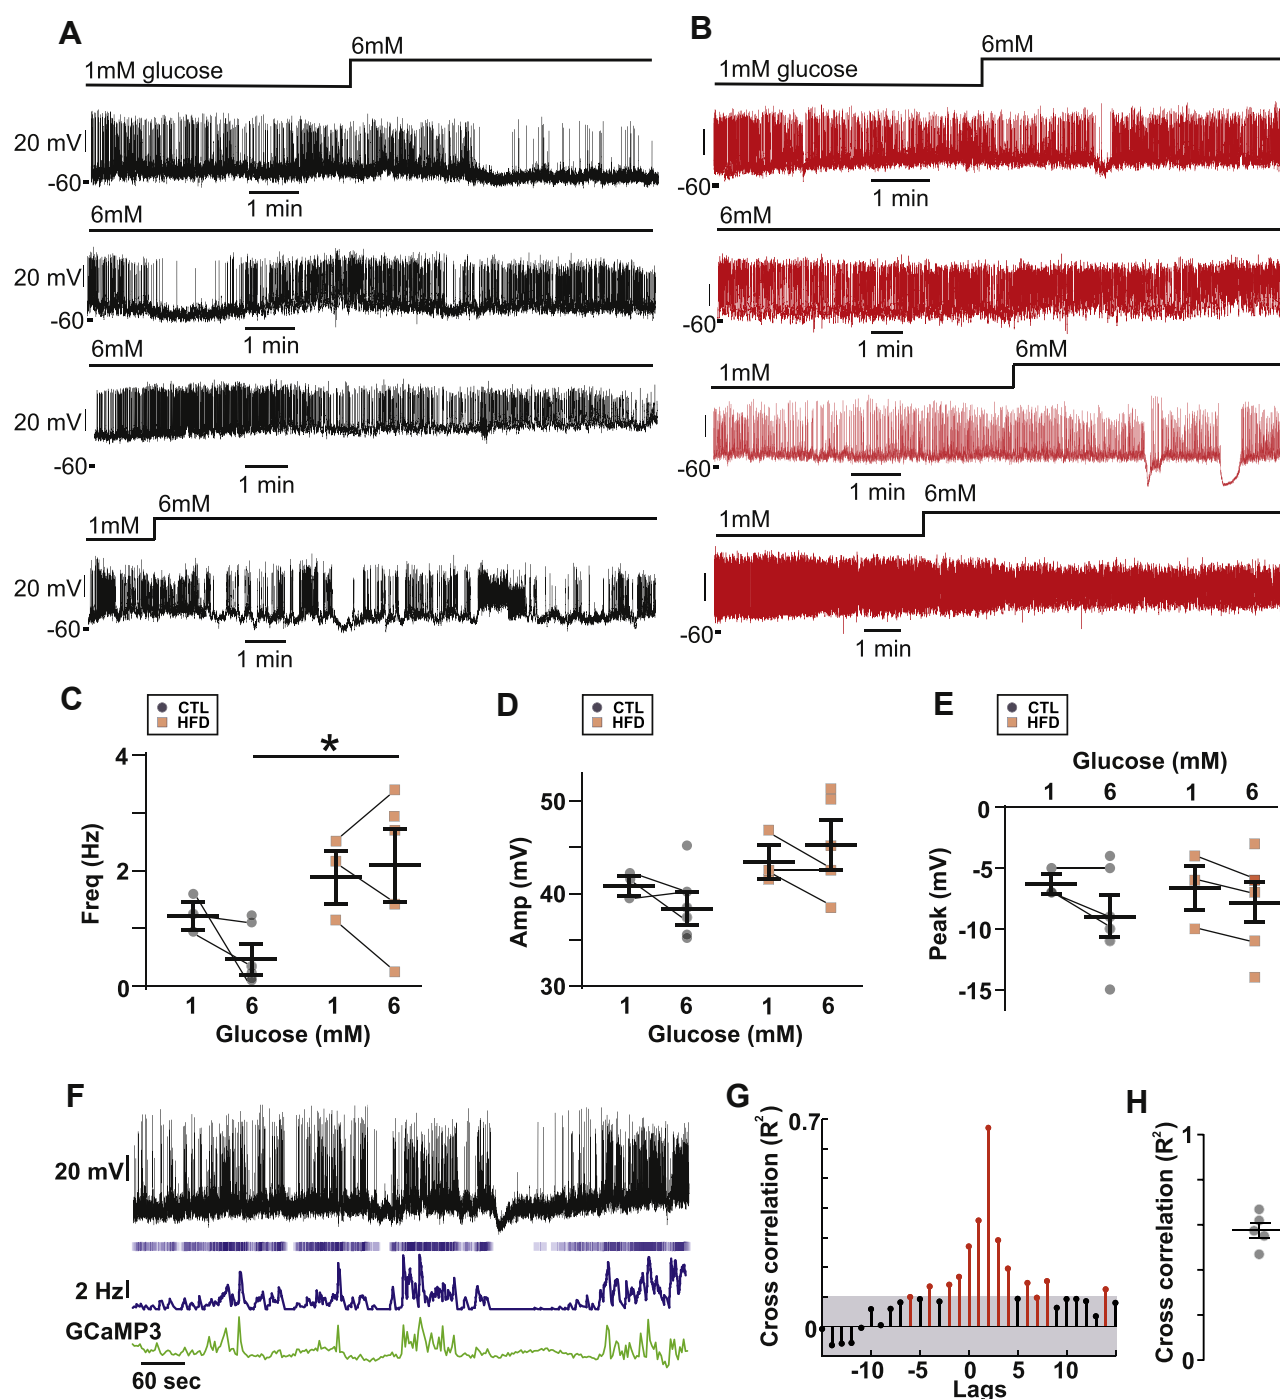 A
6mM
1mM glucose
20 mV
-60
1 min
6mM
20 mV
-60
1 min
6mM
20 mV
-60
1 min
6mM
1mM
20 mV
-60
1 min
B
6mM
1mM glucose
-60
1 min
6mM
-60
1 min
6mM
1mM
-60
1 min
6mM
1mM
-60
1 min
C
CTL
HFD
*
4
2
0
Freq (Hz)
1 6 1 6
Glucose (mM)
D
CTL
HFD
50
40
30
Amp (mV)
1 6 1 6
Glucose (mM)
E
CTL
HFD
Glucose (mM)
1 6 1 6
0
-5
-10
-15
Peak (mV)
F
20 mV
2 Hz
GCaMP3
60 sec
G
0.7
0
Cross correlation (R²)
-10 -5 0 5 10
Lags
H
1
0
Cross correlation (R²)